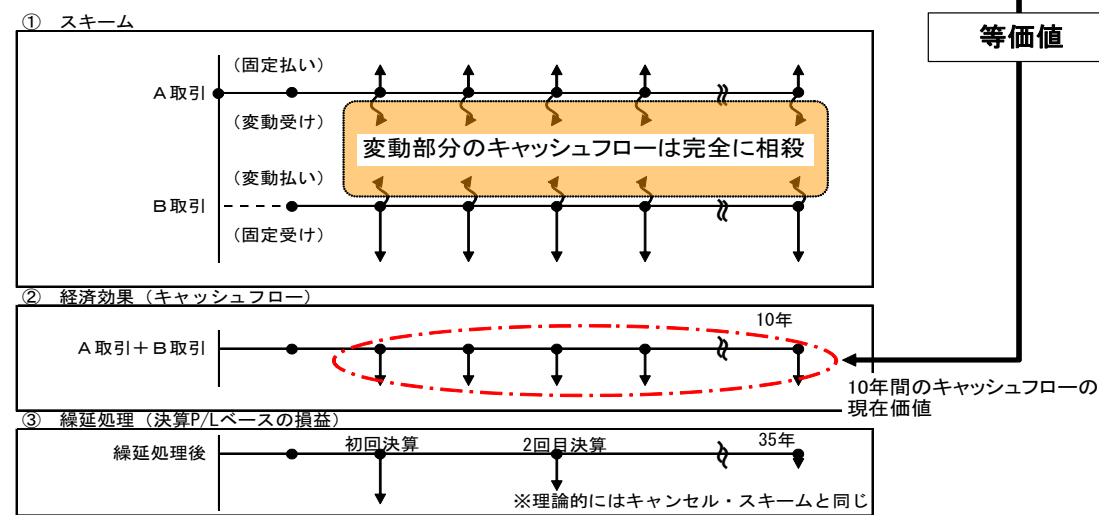 ① スキーム
等価値
(固定払い)
A取引
(変動受け)
変動部分のキャッシュフローは完全に相殺
(変動払い)
B取引
(固定受け)
② 経済効果(キャッシュフロー)
10年
A取引+B取引
10年間のキャッシュフローの
現在価値
③ 繰延処理(決算P/Lベースの損益)
繰延処理後
初回決算
2回目決算
35年
※理論的にはキャンセル・スキームと同じ